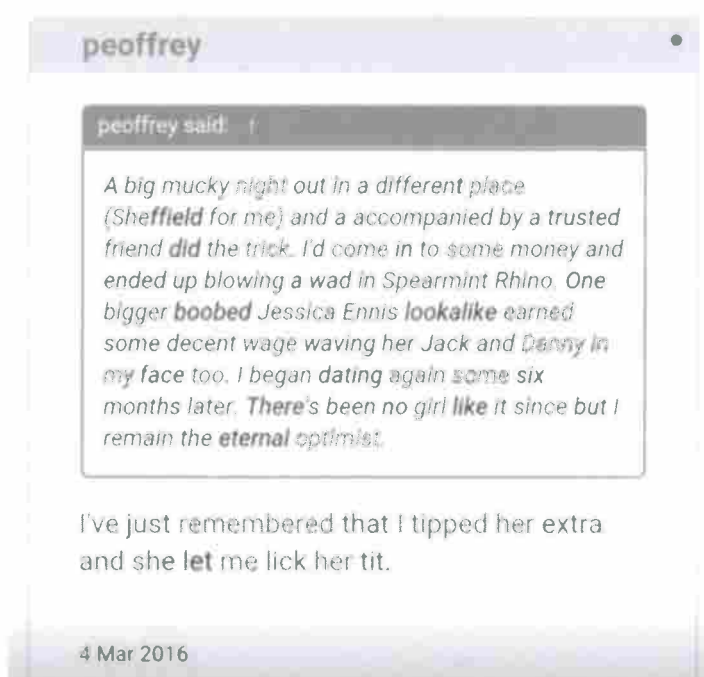 peoffrey
peoffrey said: ↑
A big mucky night out in a different place
(Sheffield for me) and a accompanied by a trusted
friend did the trick. I'd come in to some money and
ended up blowing a wad in Spearmint Rhino. One
bigger boobed Jessica Ennis lookalike earned
some decent wage waving her Jack and Danny in
my face too. I began dating again some six
months later. There's been no girl like it since but I
remain the eternal optimist.
I've just remembered that I tipped her extra
and she let me lick her tit.
4 Mar 2016